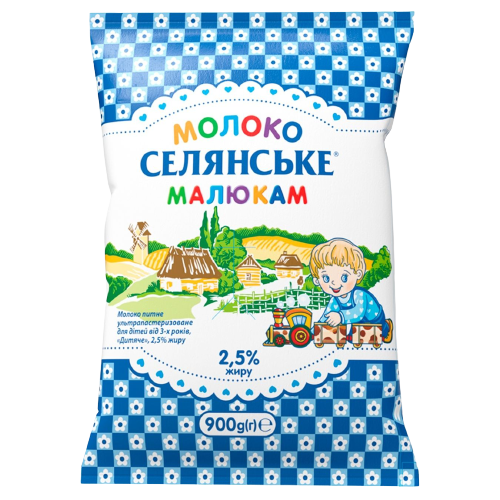 МОЛОКО
СЕЛЯНСЬКЕ®
МАЛЮКАМ
Молоко питне
ультрапастеризоване
для дітей від 3-х років,
«Дитяче», 2,5% жиру
2,5%
жиру
900g(г) ℮